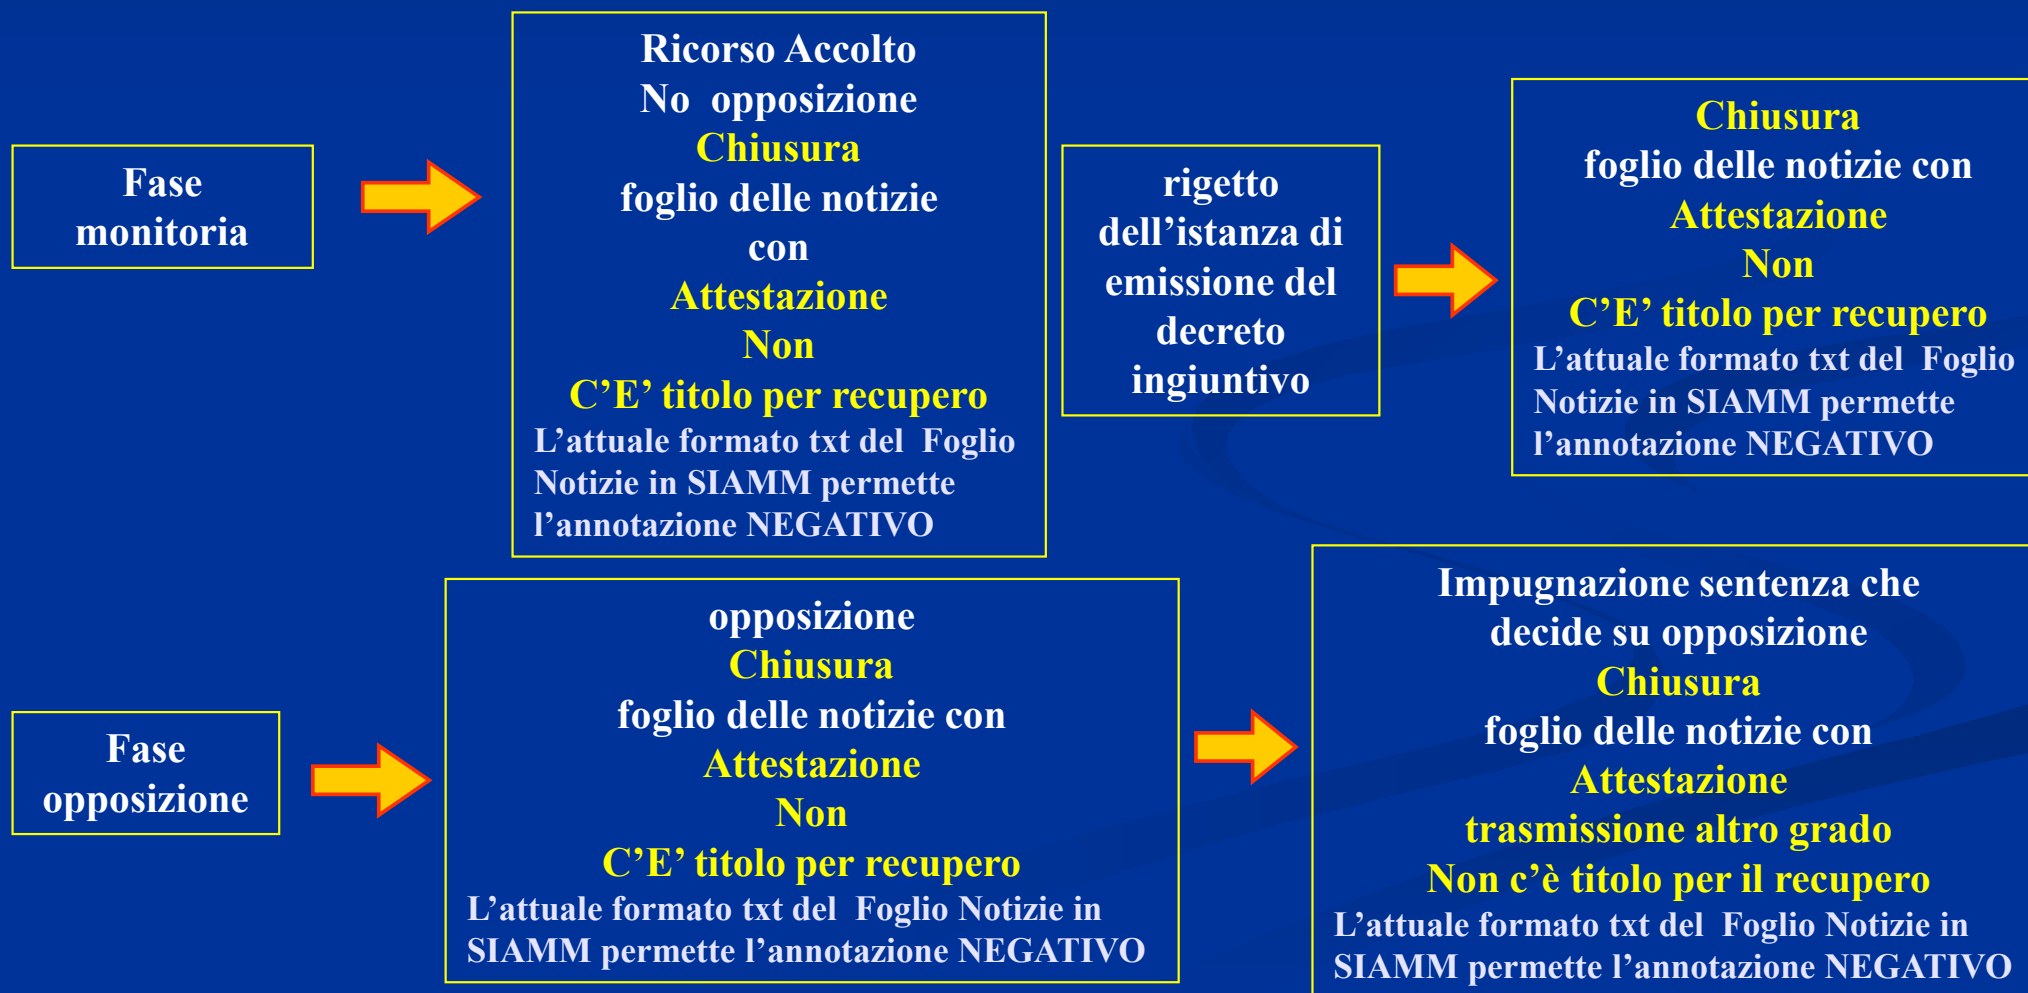 Fase
monitoria
Ricorso Accolto
No opposizione
Chiusura
foglio delle notizie
con
Attestazione
Non
C’E’ titolo per recupero
L’attuale formato txt del Foglio
Notizie in SIAMM permette
l’annotazione NEGATIVO
rigetto
dell’istanza di
emissione del
decreto
ingiuntivo
Chiusura
foglio delle notizie con
Attestazione
Non
C’E’ titolo per recupero
L’attuale formato txt del Foglio
Notizie in SIAMM permette
l’annotazione NEGATIVO
Fase
opposizione
opposizione
Chiusura
foglio delle notizie con
Attestazione
Non
C’E’ titolo per recupero
L’attuale formato txt del Foglio Notizie in
SIAMM permette l’annotazione NEGATIVO
Impugnazione sentenza che
decide su opposizione
Chiusura
foglio delle notizie con
Attestazione
trasmissione altro grado
Non c’è titolo per il recupero
L’attuale formato txt del Foglio Notizie in
SIAMM permette l’annotazione NEGATIVO